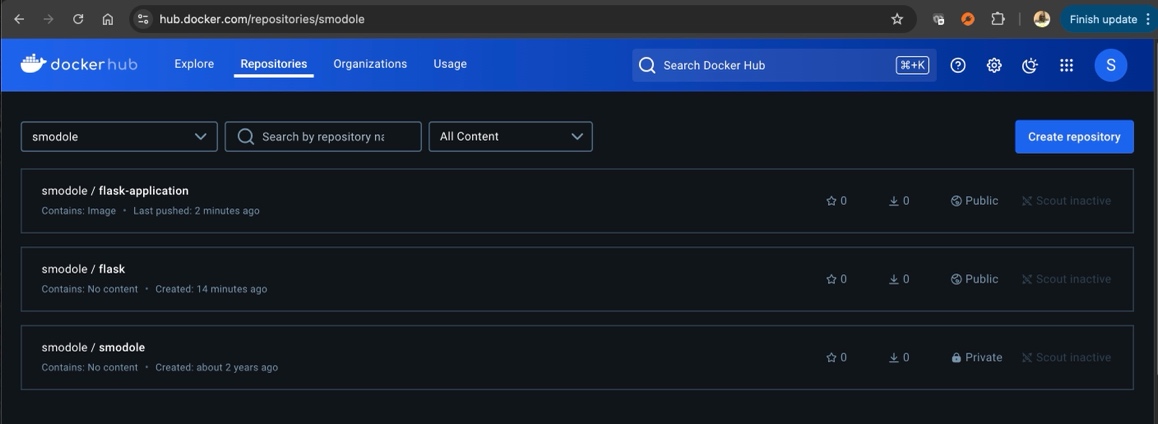 hub.docker.com/repositories/smodole
Finish update
dockerhub Explore Repositories Organizations Usage Search Docker Hub ⌘+K S
smodole Search by repository na All Content Create repository
smodole / flask-application
Contains: Image • Last pushed: 2 minutes ago
0 0 Public Scout inactive
smodole / flask
Contains: No content • Created: 14 minutes ago
0 0 Public Scout inactive
smodole / smodole
Contains: No content • Created: about 2 years ago
0 0 Private Scout inactive